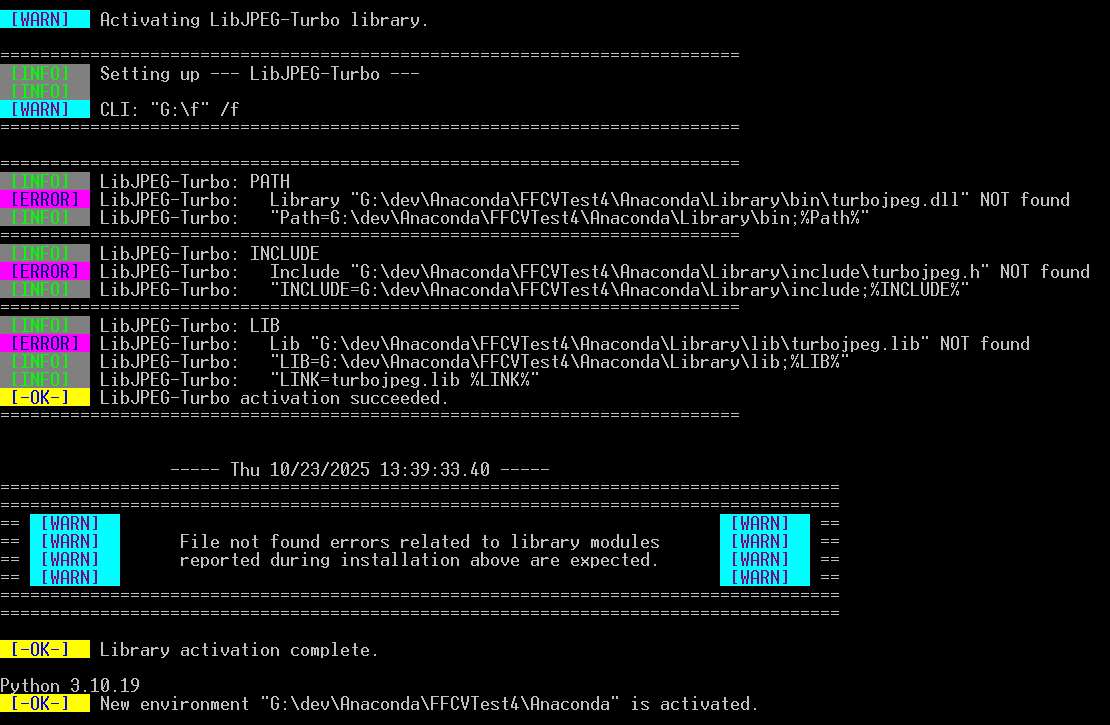 [WARN] Activating LibJPEG-Turbo library.
==========================================================================
[INFO] Setting up --- LibJPEG-Turbo ---
[INFO]
[WARN] CLI: "G:\f" /f
==========================================================================
==========================================================================
[INFO] LibJPEG-Turbo: PATH
[ERROR] LibJPEG-Turbo:   Library "G:\dev\Anaconda\FFCVTest4\Anaconda\Library\bin\turbojpeg.dll" NOT found
[INFO] LibJPEG-Turbo:   "Path=G:\dev\Anaconda\FFCVTest4\Anaconda\Library\bin;%Path%"
==========================================================================
[INFO] LibJPEG-Turbo: INCLUDE
[ERROR] LibJPEG-Turbo:   Include "G:\dev\Anaconda\FFCVTest4\Anaconda\Library\include\turbojpeg.h" NOT found
[INFO] LibJPEG-Turbo:   "INCLUDE=G:\dev\Anaconda\FFCVTest4\Anaconda\Library\include;%INCLUDE%"
==========================================================================
[INFO] LibJPEG-Turbo: LIB
[ERROR] LibJPEG-Turbo:   Lib "G:\dev\Anaconda\FFCVTest4\Anaconda\Library\lib\turbojpeg.lib" NOT found
[INFO] LibJPEG-Turbo:   "LIB=G:\dev\Anaconda\FFCVTest4\Anaconda\Library\lib;%LIB%"
[INFO] LibJPEG-Turbo:   "LINK=turbojpeg.lib %LINK%"
[-OK-] LibJPEG-Turbo activation succeeded.
==========================================================================
----- Thu 10/23/2025 13:39:33.40 -----
====================================================================================
====================================================================================
== [WARN] [WARN] ==
== [WARN] File not found errors related to library modules [WARN] ==
== [WARN] reported during installation above are expected. [WARN] ==
== [WARN] [WARN] ==
====================================================================================
====================================================================================
[-OK-] Library activation complete.
Python 3.10.19
[-OK-] New environment "G:\dev\Anaconda\FFCVTest4\Anaconda" is activated.